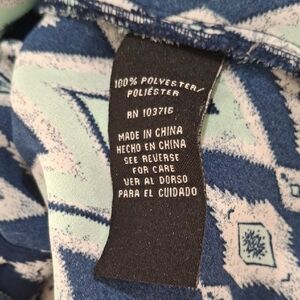 100% POLYESTER/
POLIÉSTER
RN 103715
MADE IN CHINA
HECHO EN CHINA
SEE REVERSE
FOR CARE
VER AL DORSO
PARA EL CUIDADO